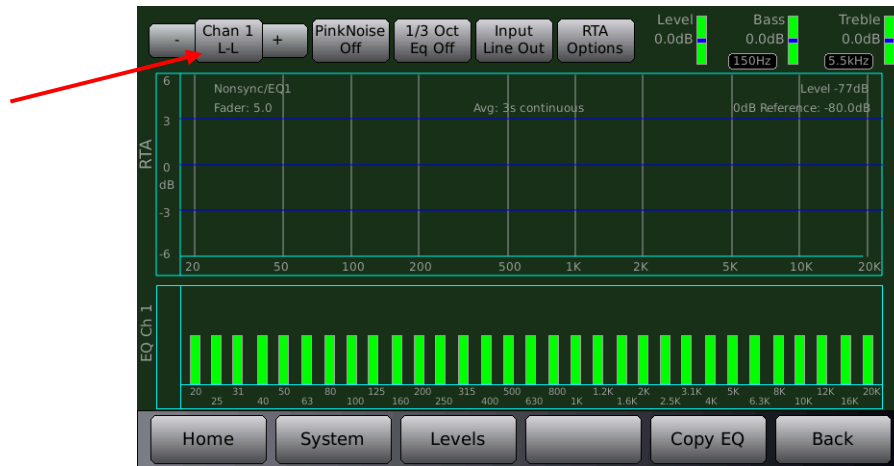 Level Bass Treble
- Chan 1 + PinkNoise 1/3 Oct Input RTA 0.0dB 0.0dB 0.0dB
L-L Off Eq Off Line Out Options 150Hz 5.5kHz
6 Nonsync/EQ1 Level -77dB
Fader: 5.0 Avg: 3s continuous 0dB Reference: -80.0dB
3
RTA
0
dB
-3
-6
20 50 100 200 500 1K 2K 5K 10K 20K
EQ Ch 1
20 31 50 80 125 200 315 500 800 1.2K 2K 3.1K 5K 8K 12K 20K
25 40 63 100 160 250 400 630 1K 1.6K 2.5K 4K 6.3K 10K 16K
Home System Levels Copy EQ Back